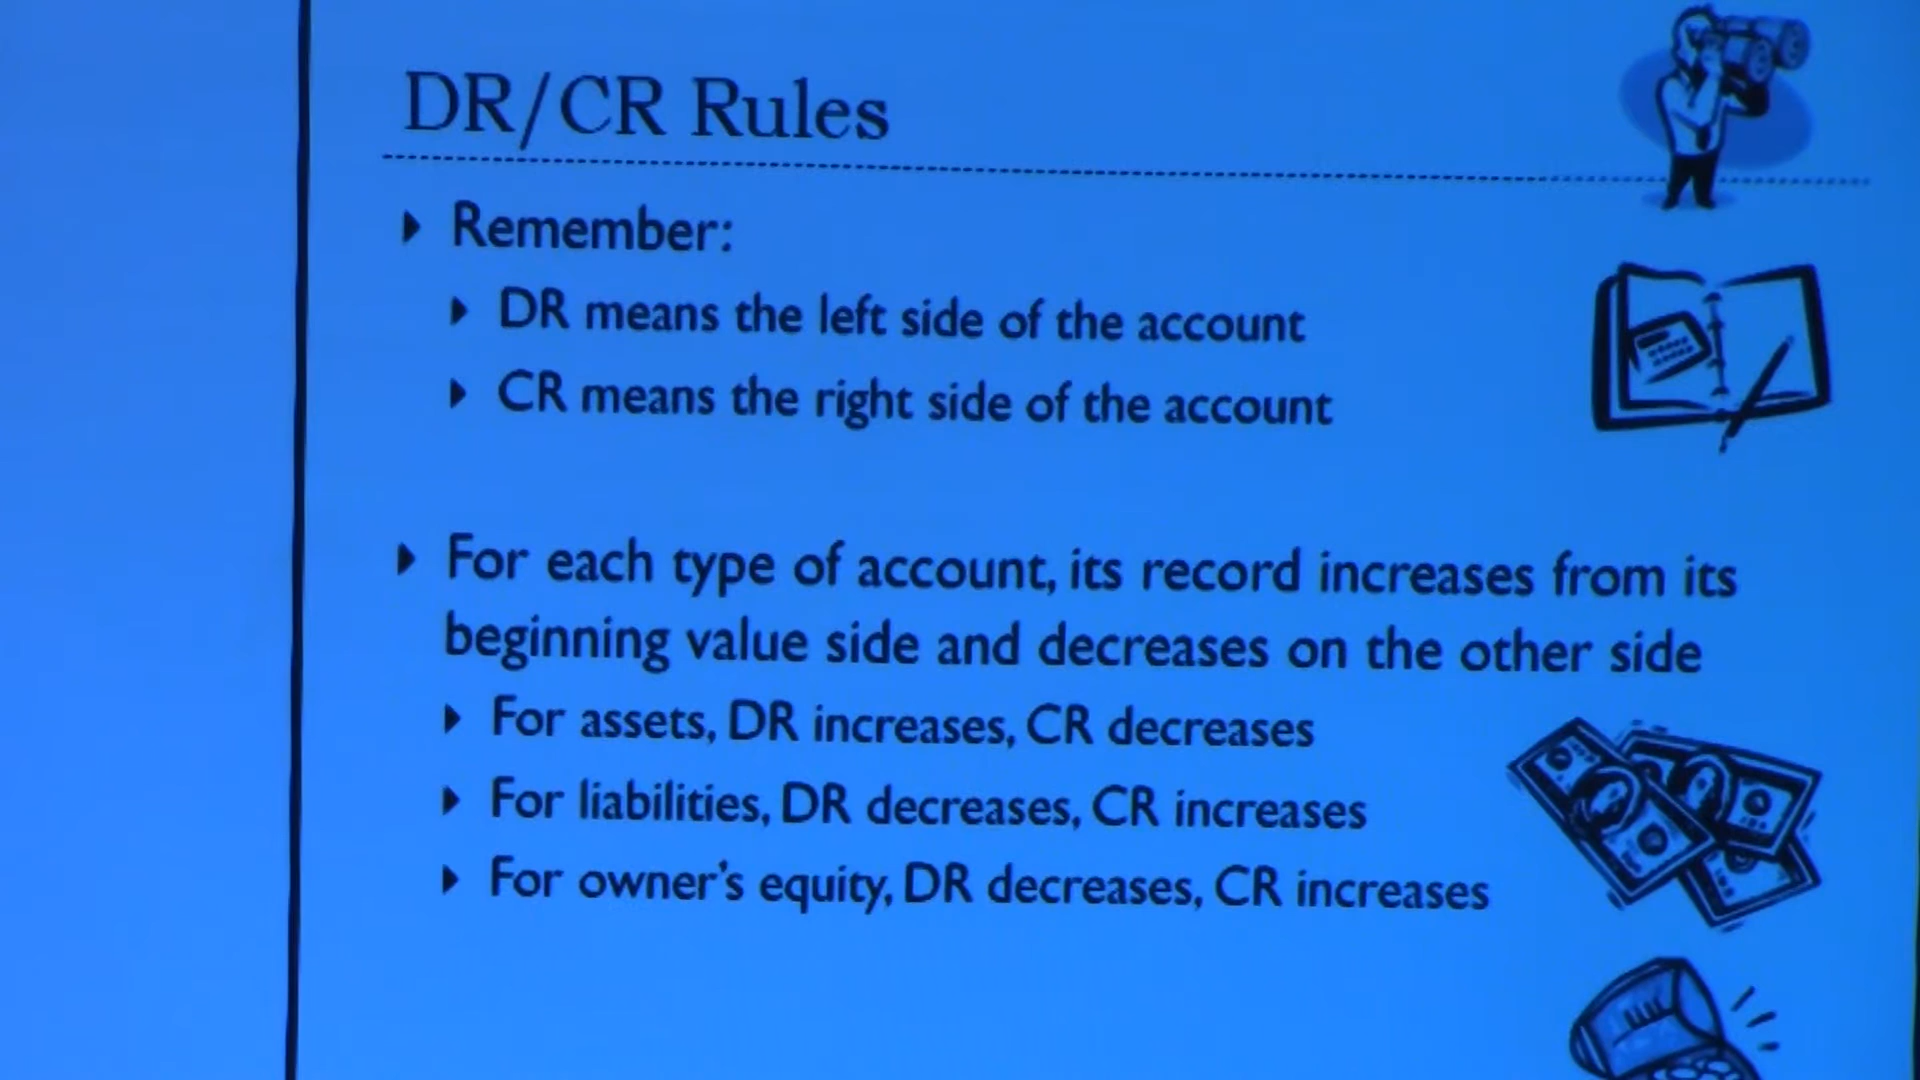 DR/CR Rules
Remember:
DR means the left side of the account
CR means the right side of the account
For each type of account, its record increases from its
beginning value side and decreases on the other side
For assets, DR increases, CR decreases
For liabilities, DR decreases, CR increases
For owner's equity, DR decreases, CR increases